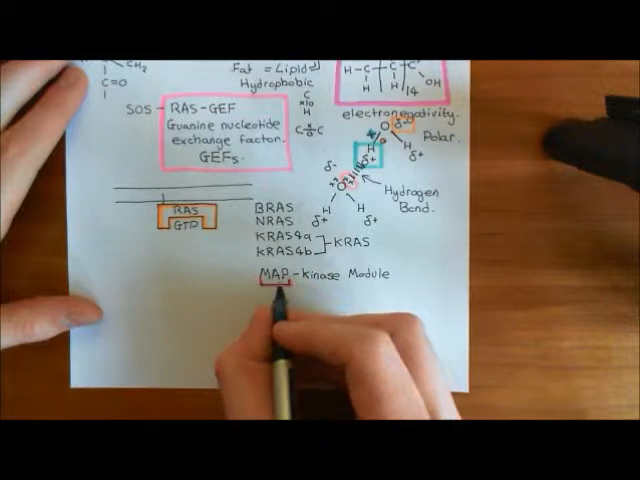 CH₂
C=O
Fat = Lipid
Hydrophobic
C
H
C C
H-C-C-C
H H
OH
14
SOS - RAS-GEF
Guanine nucleotide
exchange factor.
GEFs.
electronegativity.
O δ-
Polar.
H
δ+
H
δ+
δ-
O
Hydrogen
Bond.
H
δ+
H
δ+
RAS
GTP
BRAS
NRAS
KRAS4a
KRAS4b
KRAS
MAP-kinase Module